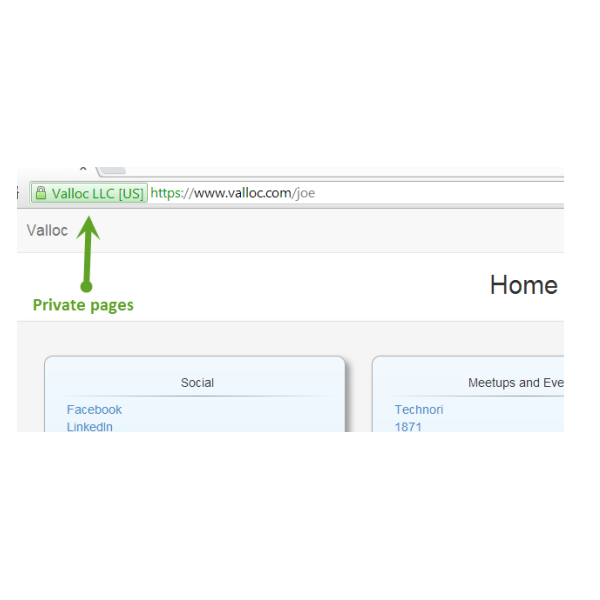 Valloc LLC [US] https://www.valloc.com/joe
Valloc
Home
Private pages
Social
Meetups and Eve
Facebook
Technori
LinkedIn
1871